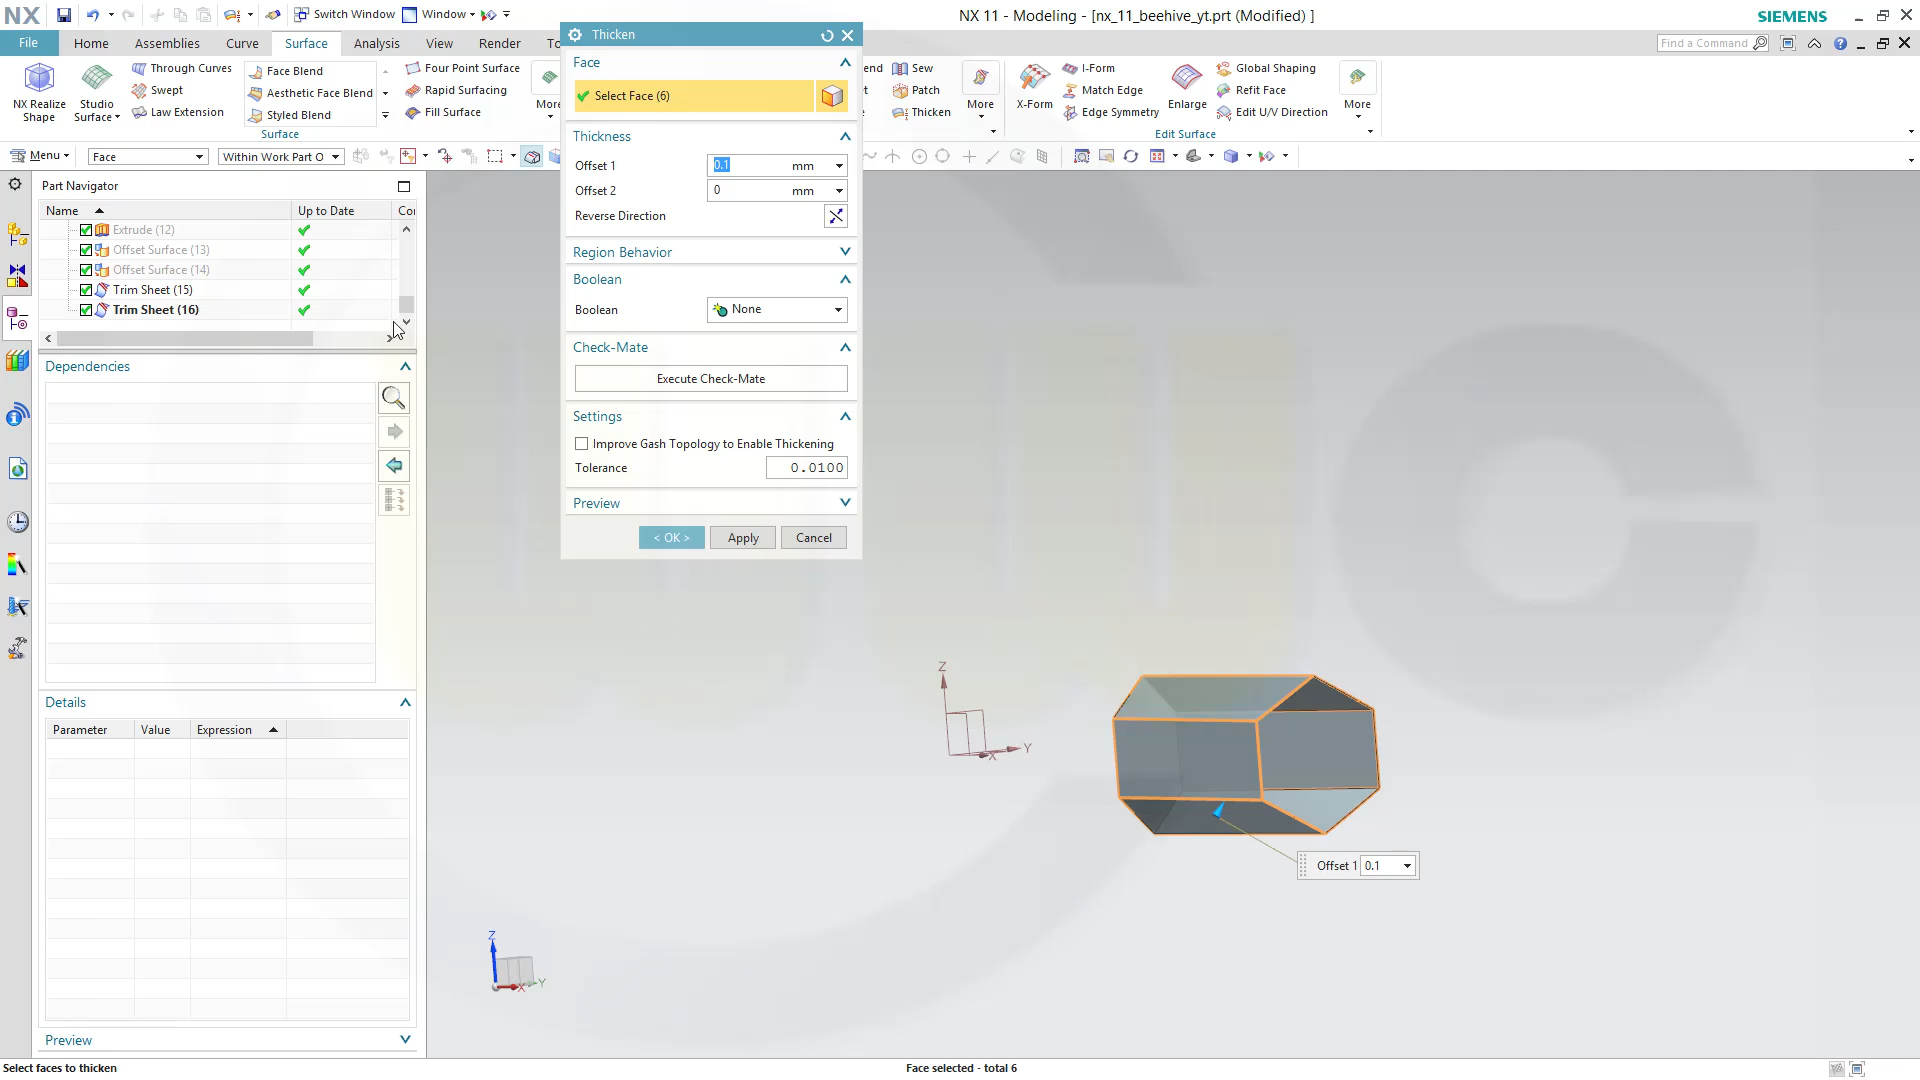 NX
Switch Window
Window
NX 11 - Modeling - [nx_11_beehive_yt.prt (Modified) ]
SIEMENS
File
Home
Assemblies
Curve
Surface
Analysis
View
Render
To
Find a Command
NX Realize Shape
Studio Surface
Through Curves
Swept
Law Extension
Face Blend
Aesthetic Face Blend
Styled Blend
Four Point Surface
Rapid Surfacing
Fill Surface
More
Surface
end
Sew
Patch
Thicken
More
X-Form
I-Form
Match Edge
Edge Symmetry
Enlarge
Global Shaping
Refit Face
Edit U/V Direction
More
Edit Surface
Menu
Face
Within Work Part O
Part Navigator
Name
Up to Date
Extrude (12)
Offset Surface (13)
Offset Surface (14)
Trim Sheet (15)
Trim Sheet (16)
Dependencies
Details
Parameter
Value
Expression
Preview
Thicken
Face
Select Face (6)
Thickness
Offset 1
0.1
mm
Offset 2
0
mm
Reverse Direction
Region Behavior
Boolean
Boolean
None
Check-Mate
Execute Check-Mate
Settings
Improve Gash Topology to Enable Thickening
Tolerance
0.0100
Preview
< OK >
Apply
Cancel
Z
Y
X
Offset 1
0.1
Z
Y
X
Select faces to thicken
Face selected - total 6